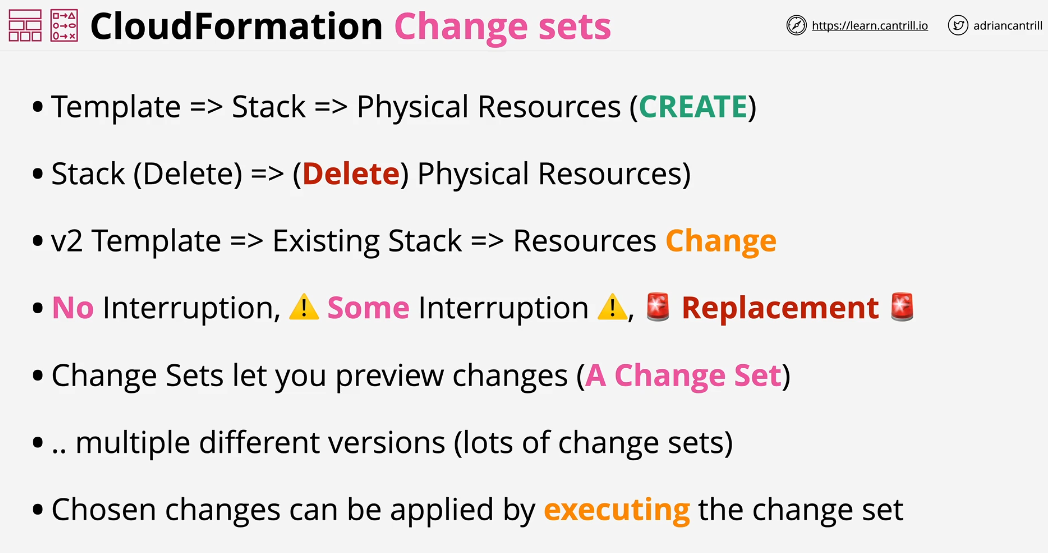 CloudFormation Change sets
https://learn.cantrill.io
adriancantrill
• Template => Stack => Physical Resources (CREATE)
• Stack (Delete) => (Delete) Physical Resources)
• v2 Template => Existing Stack => Resources Change
• No Interruption, ⚠️ Some Interruption ⚠️, 🚨 Replacement 🚨
• Change Sets let you preview changes (A Change Set)
• .. multiple different versions (lots of change sets)
• Chosen changes can be applied by executing the change set